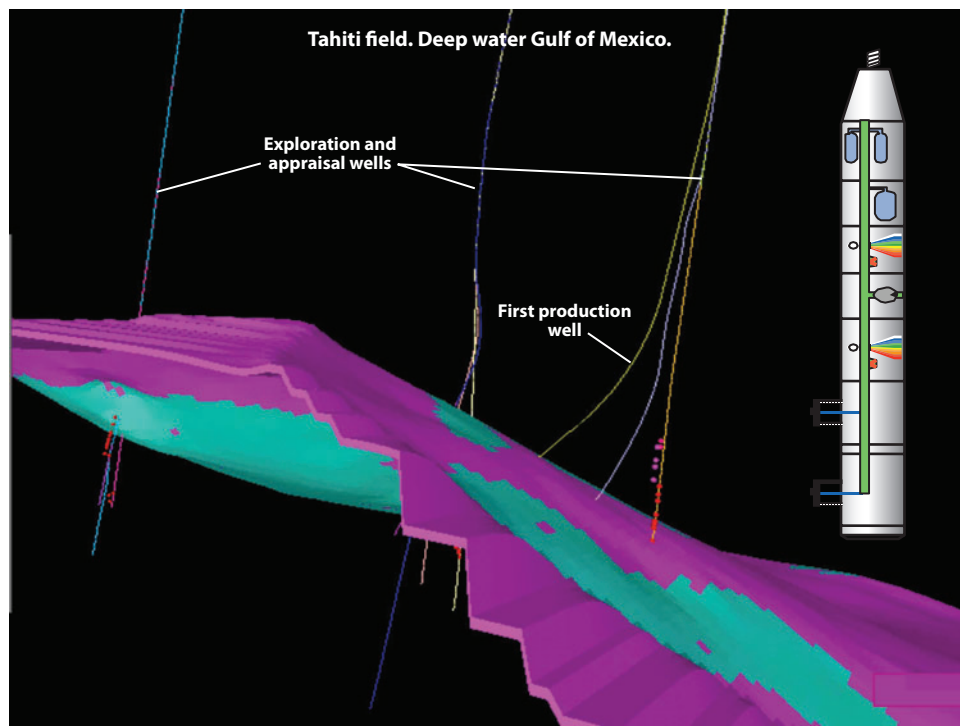 Tahiti field. Deep water Gulf of Mexico.
Exploration and
appraisal wells
First production
well